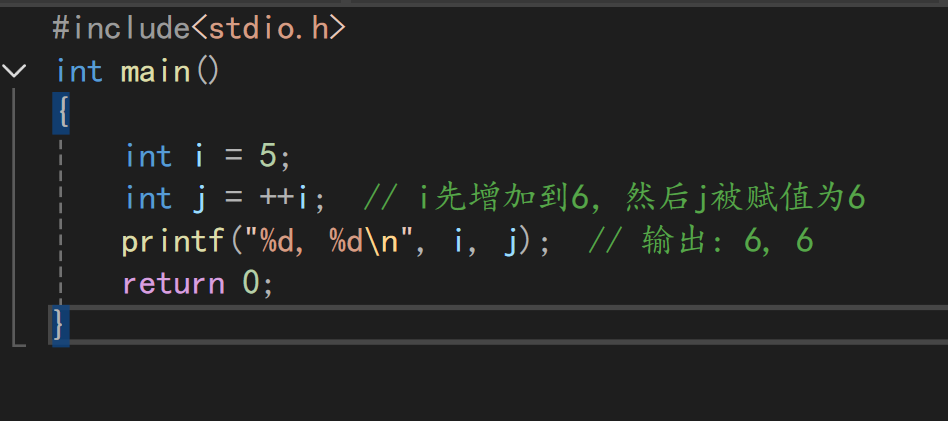 #include<stdio.h>
int main()
{
    int i = 5;
    int j = ++i;  // i先增加到6, 然后j被赋值为6
    printf("%d, %d\n", i, j);  // 输出: 6, 6
    return 0;
}